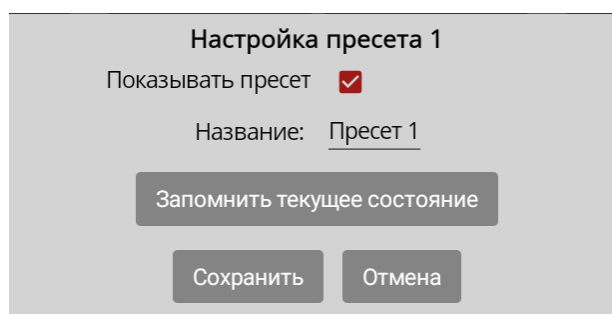 Настройка пресета 1
Показывать пресет
Название: Пресет 1
Запомнить текущее состояние
Сохранить Отмена